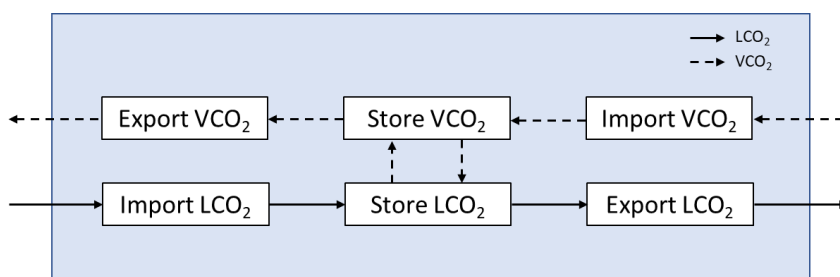 LCO₂
VCO₂
Export VCO₂
Store VCO₂
Import VCO₂
Import LCO₂
Store LCO₂
Export LCO₂